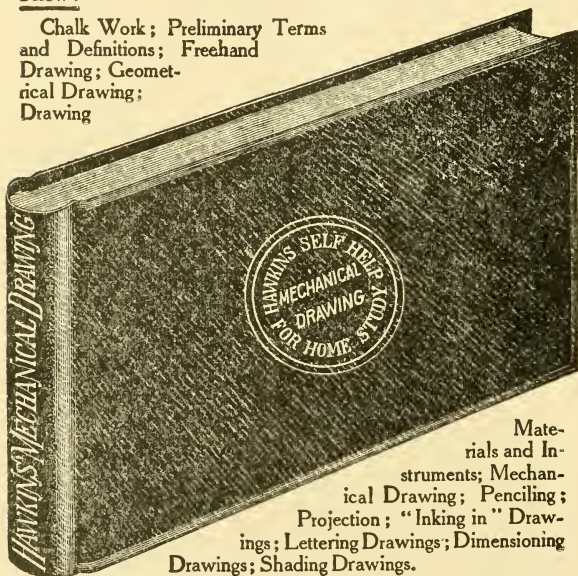 Chalk Work; Preliminary Terms
and Definitions; Freehand
Drawing; Geomet-
rical Drawing;
Drawing
HAWKINS' MECHANICAL DRAWING
HAWKINS SELF HELP
MECHANICAL
DRAWING
FOR HOME STUDY
Mate-
rials and In-
struments; Mechan-
ical Drawing; Penciling;
Projection; "Inking in" Draw-
ings; Lettering Drawings; Dimensioning
Drawings; Shading Drawings.